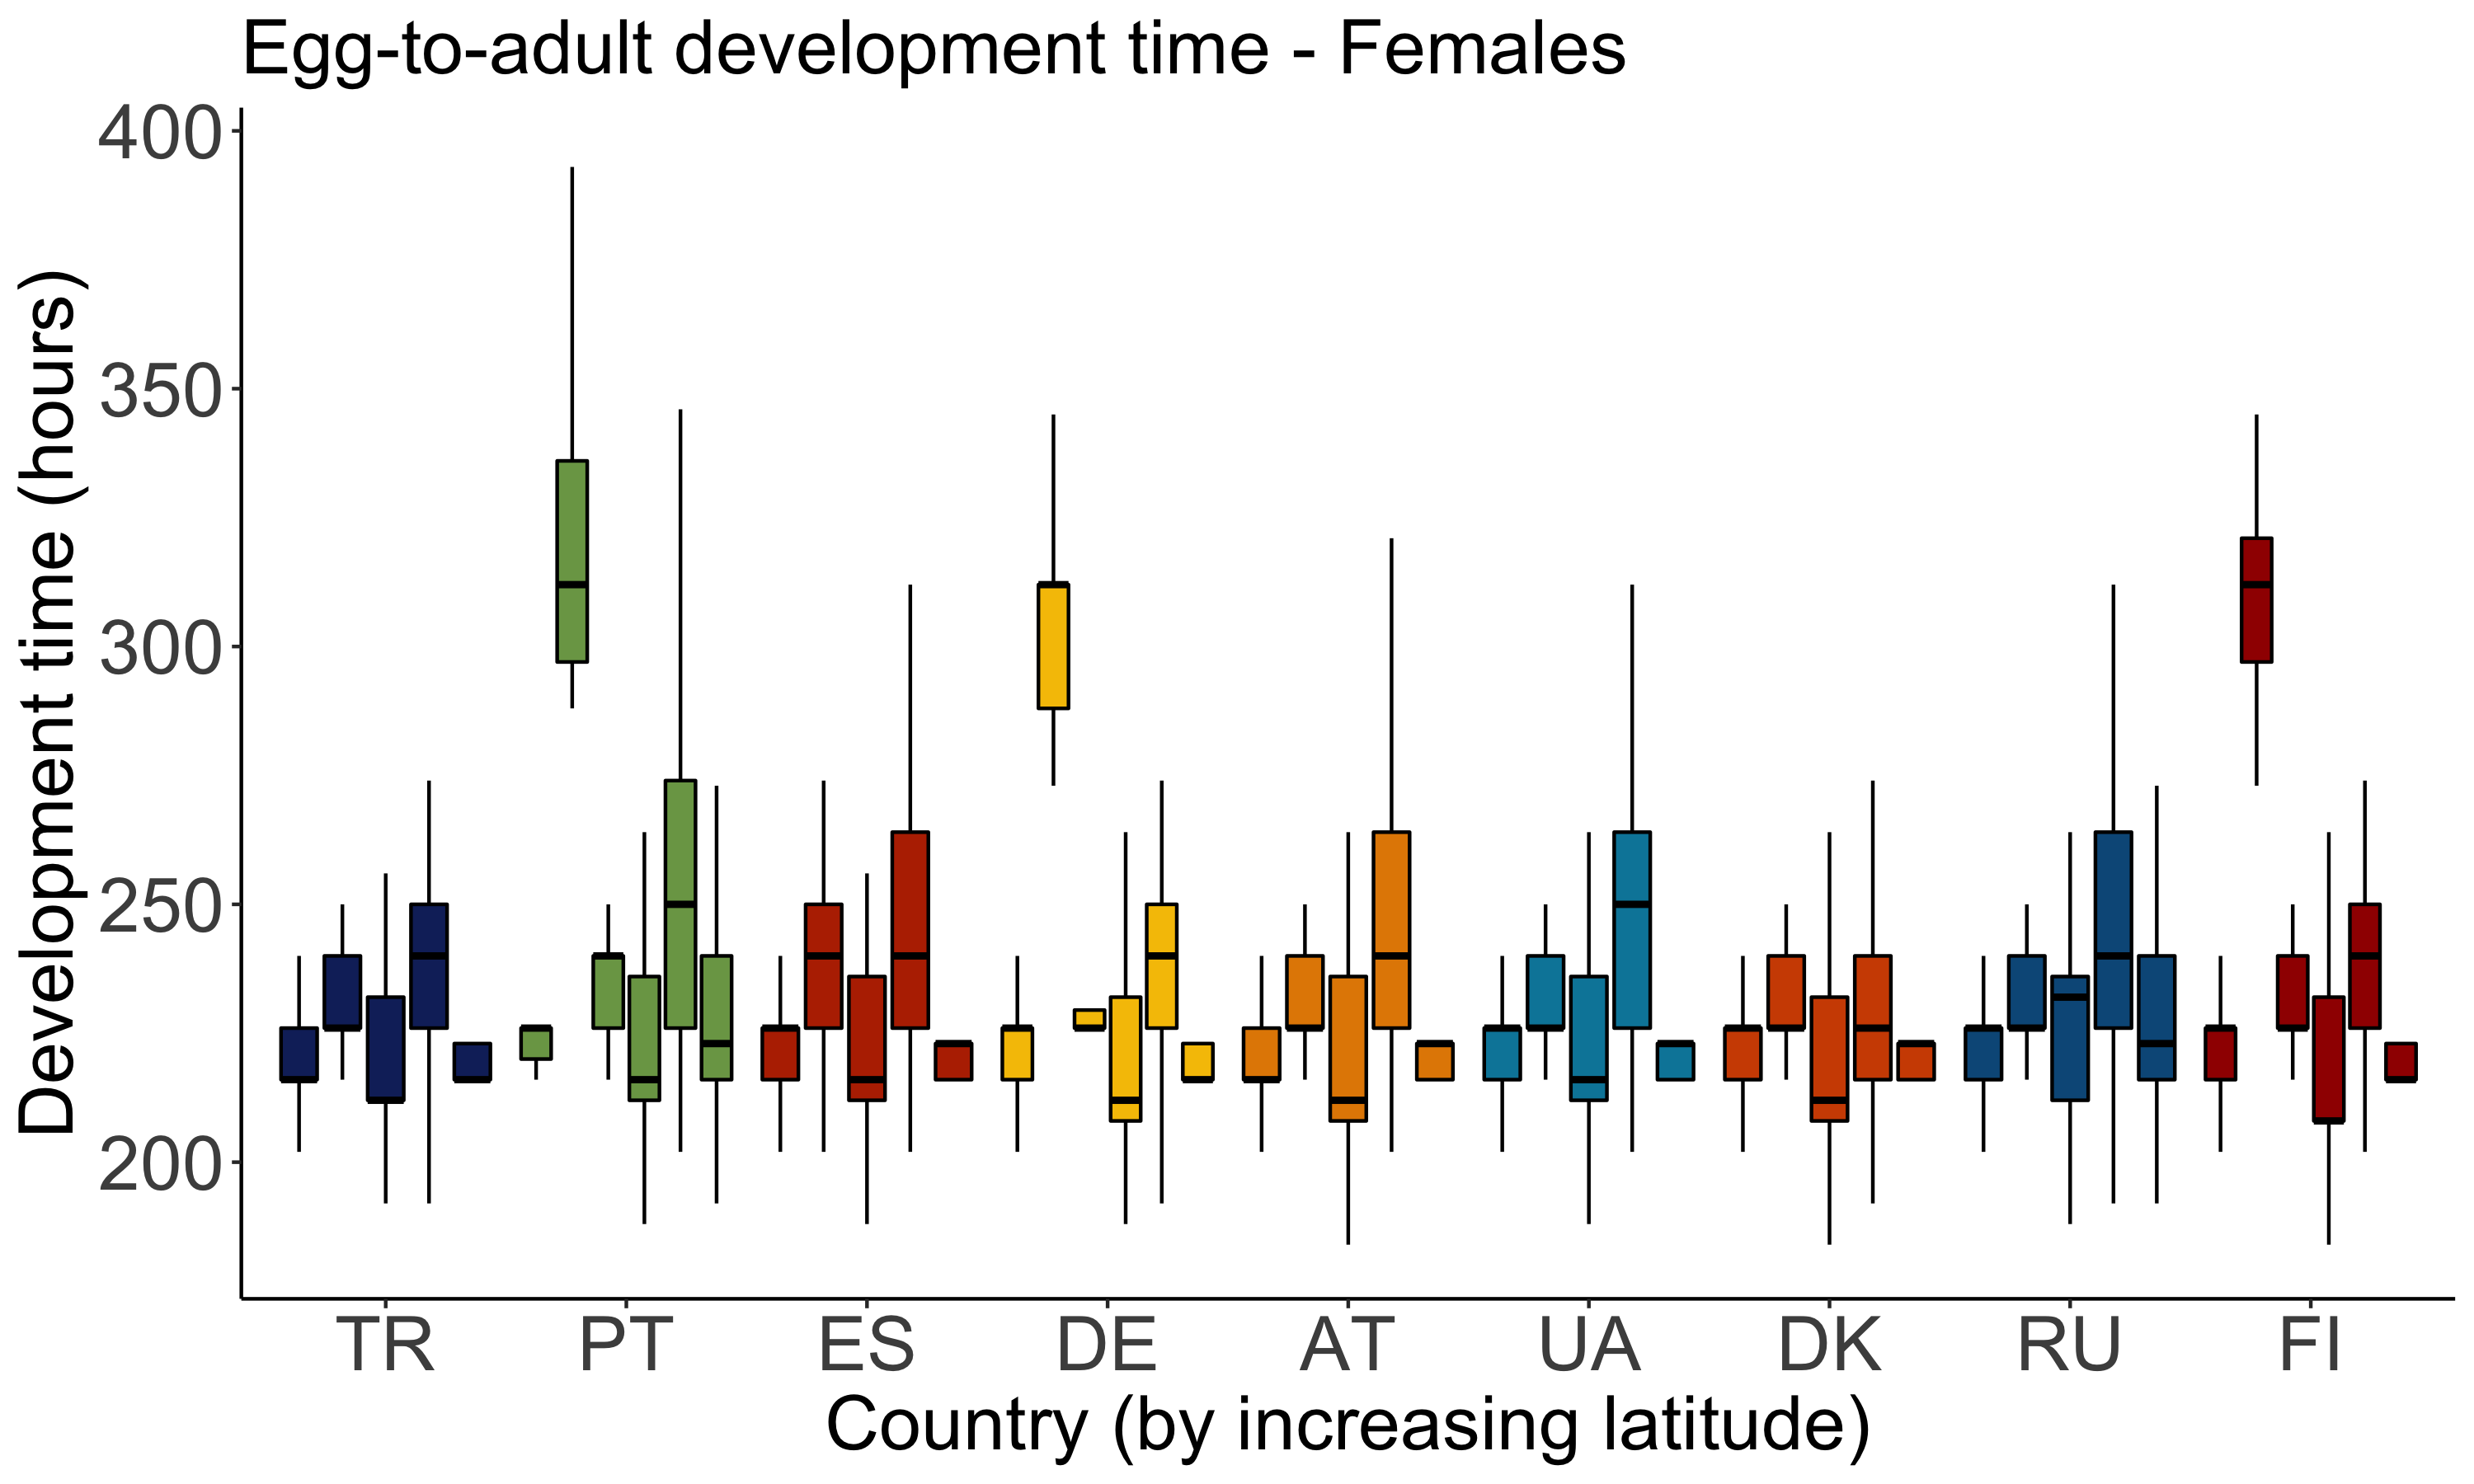 Egg-to-adult development time - Females
Development time (hours)
400
350
300
250
200
TR PT ES DE AT UA DK RU FI
Country (by increasing latitude)